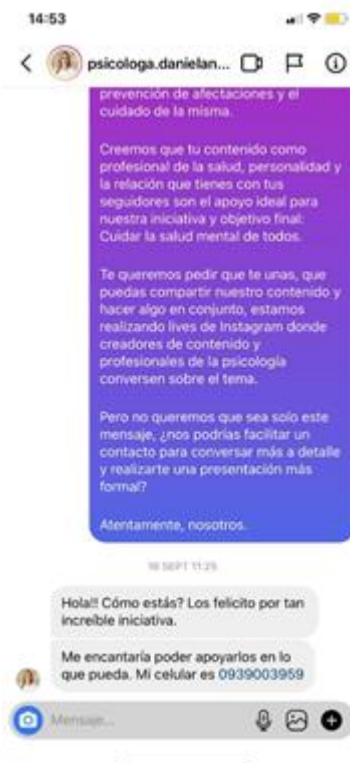 14:53
psicologa.danielan...
prevención de afectaciones y el
cuidado de la misma.
Creemos que tu contenido como
profesional de la salud, personalidad y
la relación que tienes con tus
seguidores son el apoyo ideal para
nuestra iniciativa y objetivo final:
Cuidar la salud mental de todos.
Te queremos pedir que te unas, que
puedas compartir nuestro contenido y
hacer algo en conjunto, estamos
realizando lives de Instagram donde
creadores de contenido y
profesionales de la psicología
conversen sobre el tema.
Pero no queremos que sea solo este
mensaje, ¿nos podrías facilitar un
contacto para conversar más a detalle
y realizarte una presentación más
formal?
Atentamente, nosotros.
SEPT 11:25
Hola!! Cómo estás? Los felicito por tan
increíble iniciativa.
Me encantaría poder apoyarlos en lo
que pueda. Mi celular es 0939003959
Mensaje...